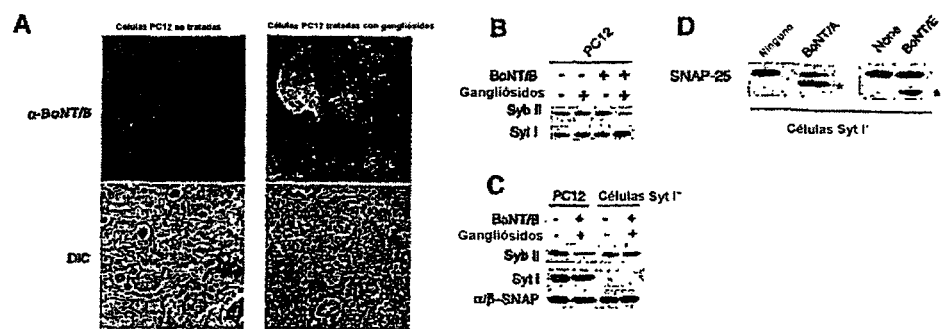 A
Células PC12 no tratadas
Células PC12 tratadas con gangliósidos
α-BoNT/B
DIC
B
PC12
BoNT/B - - + +
Gangliósidos - + - +
Syb II
Syt I
C
PC12 Células Syt I-
BoNT/B - + - +
Gangliósidos - + - +
Syb II
Syt I
α/β-SNAP
D
Ninguno BoNT/A None BoNT/E
SNAP-25
*
*
Células Syt I-